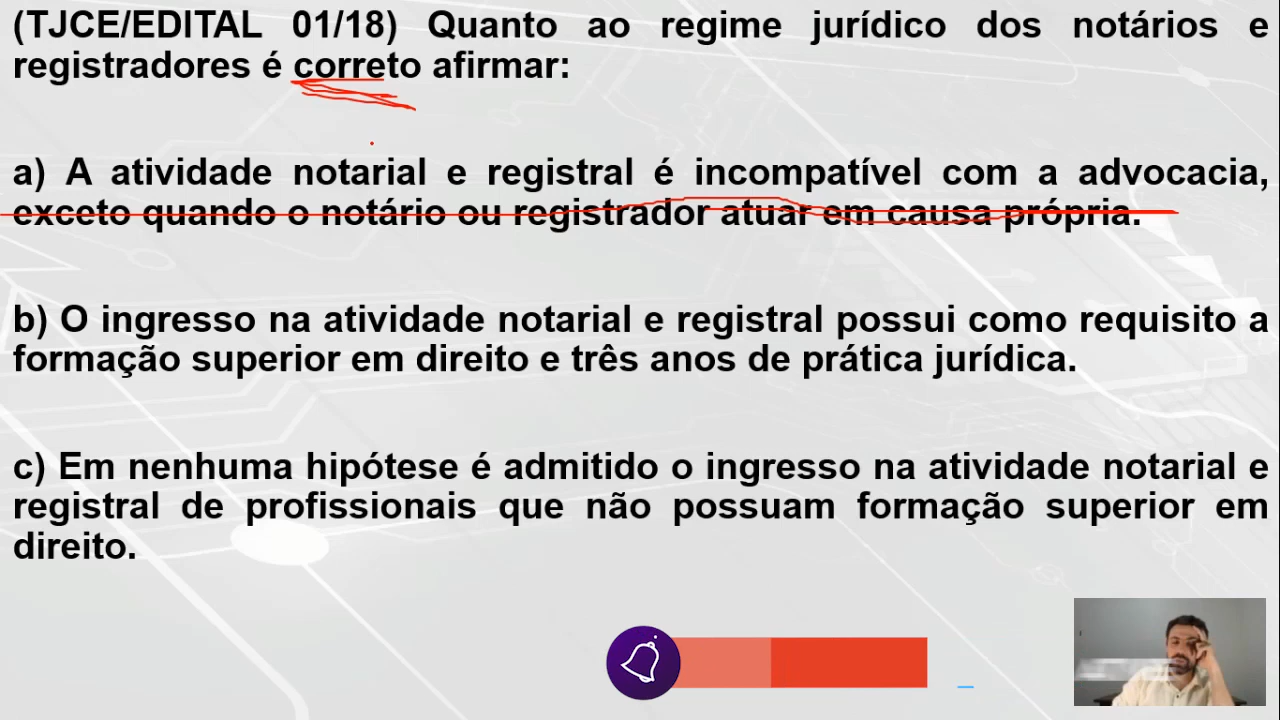 (TJCE/EDITAL 01/18) Quanto ao regime jurídico dos notários e
registradores é correto afirmar:
a) A atividade notarial e registral é incompatível com a advocacia,
exceto quando o notário ou registrador atuar em causa própria.
b) O ingresso na atividade notarial e registral possui como requisito a
formação superior em direito e três anos de prática jurídica.
c) Em nenhuma hipótese é admitido o ingresso na atividade notarial e
registral de profissionais que não possuam formação superior em
direito.